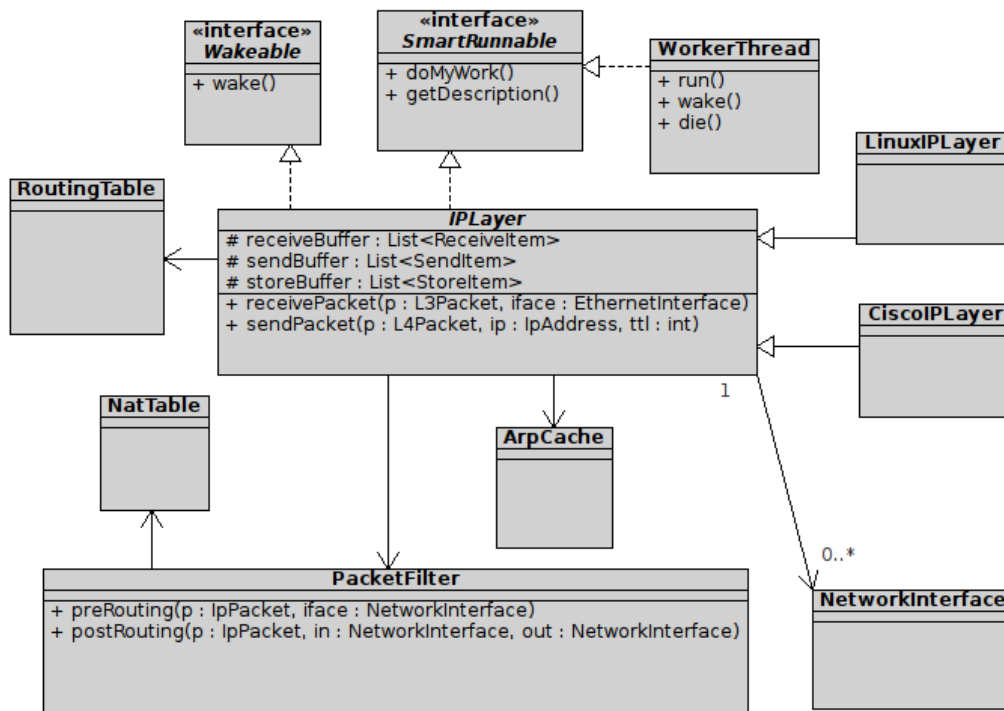 «interface»
Wakeable
+ wake()
«interface»
SmartRunnable
+ doMyWork()
+ getDescription()
WorkerThread
+ run()
+ wake()
+ die()
LinuxIPLayer
RoutingTable
IPLayer
# receiveBuffer : List<ReceiveItem>
# sendBuffer : List<SendItem>
# storeBuffer : List<StoreItem>
+ receivePacket(p : L3Packet, iface : EthernetInterface)
+ sendPacket(p : L4Packet, ip : IpAddress, ttl : int)
CiscoIPLayer
1
NatTable
ArpCache
0..*
PacketFilter
+ preRouting(p : IpPacket, iface : NetworkInterface)
+ postRouting(p : IpPacket, in : NetworkInterface, out : NetworkInterface)
NetworkInterface